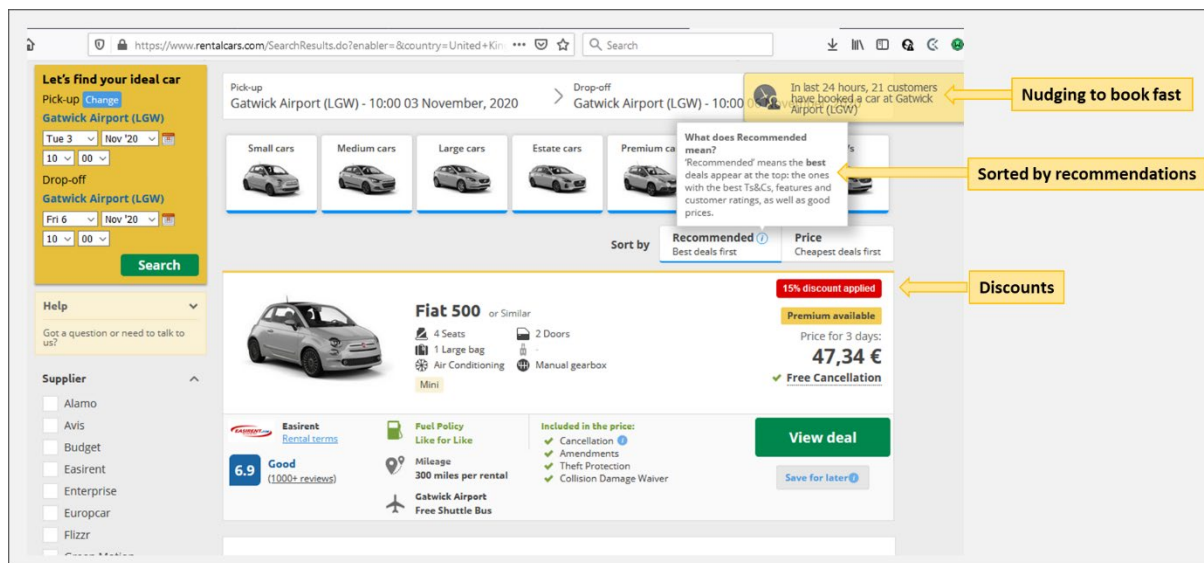 https://www.rentalcars.com/SearchResults.do?enabler=&country=United+Kin
Search
Let's find your ideal car
Pick-up Change
Gatwick Airport (LGW)
Tue 3 Nov '20
10 00
Drop-off
Gatwick Airport (LGW)
Fri 6 Nov '20
10 00
Search
Help
Got a question or need to talk to
us?
Supplier
Alamo
Avis
Budget
Easirent
Enterprise
Europcar
Flizzr
Pick-up
Gatwick Airport (LGW) - 10:00 03 November, 2020
Drop-off
Gatwick Airport (LGW) - 10:00
In last 24 hours, 21 customers
have booked a car at Gatwick
Airport (LGW)
Nudging to book fast
Small cars
Medium cars
Large cars
Estate cars
Premium ca
What does Recommended
mean?
'Recommended' means the best
deals appear at the top: the ones
with the best Ts&Cs, features and
customer ratings, as well as good
prices.
Sorted by recommendations
Sort by
Recommended
Best deals first
Price
Cheapest deals first
Discounts
15% discount applied
Premium available
Price for 3 days:
47,34 €
Free Cancellation
Fiat 500 or Similar
4 Seats
2 Doors
1 Large bag
-
Air Conditioning
Manual gearbox
Mini
EASIRENT.com
Easirent
Rental terms
6.9
Good
(1000+ reviews)
Fuel Policy
Like for Like
Mileage
300 miles per rental
Gatwick Airport
Free Shuttle Bus
Included in the price:
Cancellation
Amendments
Theft Protection
Collision Damage Waiver
View deal
Save for later